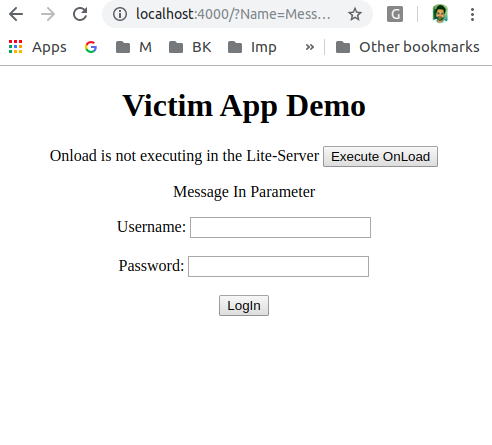 localhost:4000/?Name=Mess...
Apps M BK Imp » Other bookmarks
Victim App Demo
Onload is not executing in the Lite-Server Execute OnLoad
Message In Parameter
Username:
Password:
LogIn